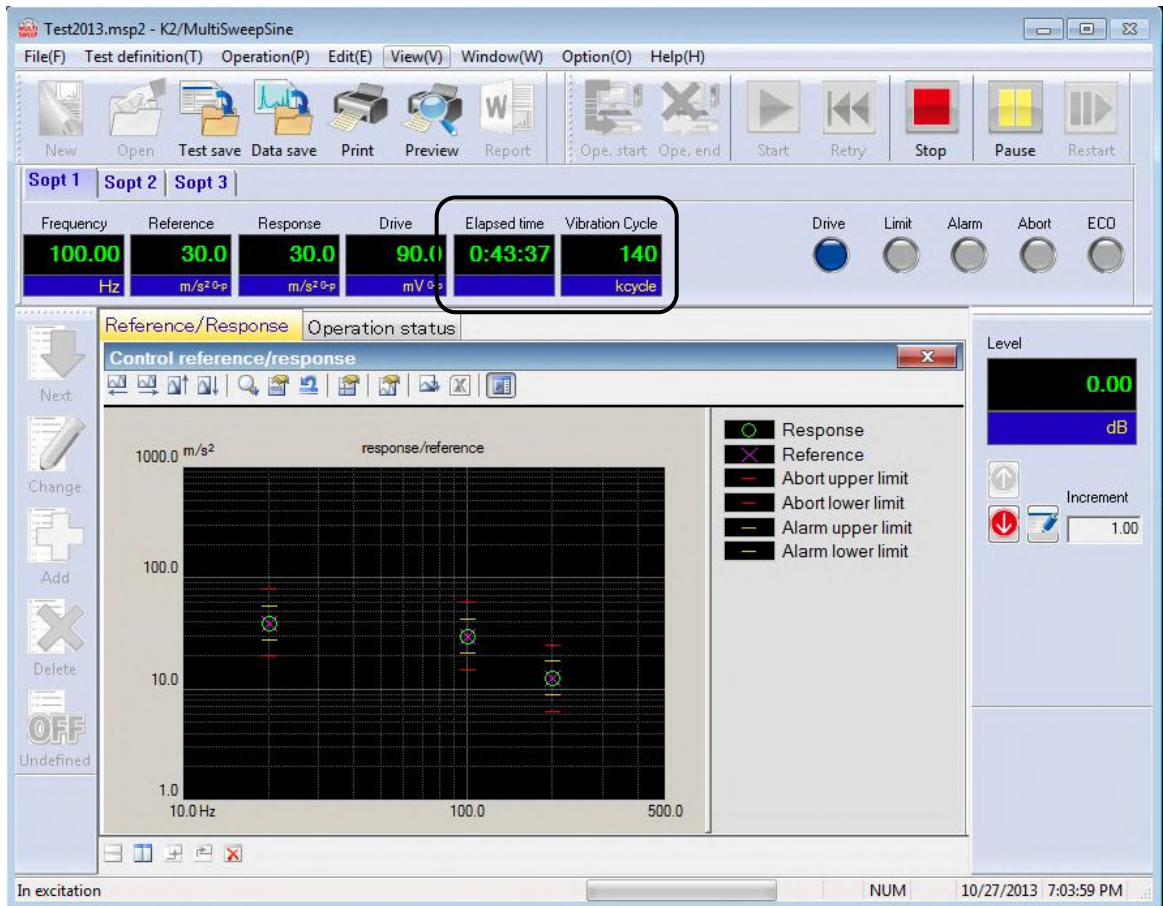 Test2013.msp2 - K2/MultiSweepSine
File(F) Test definition(T) Operation(P) Edit(E) View(V) Window(W) Option(O) Help(H)
New Open Test save Data save Print Preview Report Ope. start Ope. end Start Retry Stop Pause Restart
Sopt 1 Sopt 2 Sopt 3
Frequency Reference Response Drive Elapsed time Vibration Cycle Drive Limit Alarm Abort ECO
100.00 30.0 30.0 90.0 0:43:37 140
Hz m/s² 0-p m/s² 0-p mV 0-p kcycle
Reference/Response Operation status
Control reference/response
Next
Change
Add
Delete
OFF
Undefined
response/reference
1000.0 m/s²
100.0
10.0
1.0
10.0 Hz 100.0 500.0
Response
Reference
Abort upper limit
Abort lower limit
Alarm upper limit
Alarm lower limit
Level
0.00
dB
Increment
1.00
In excitation NUM 10/27/2013 7:03:59 PM